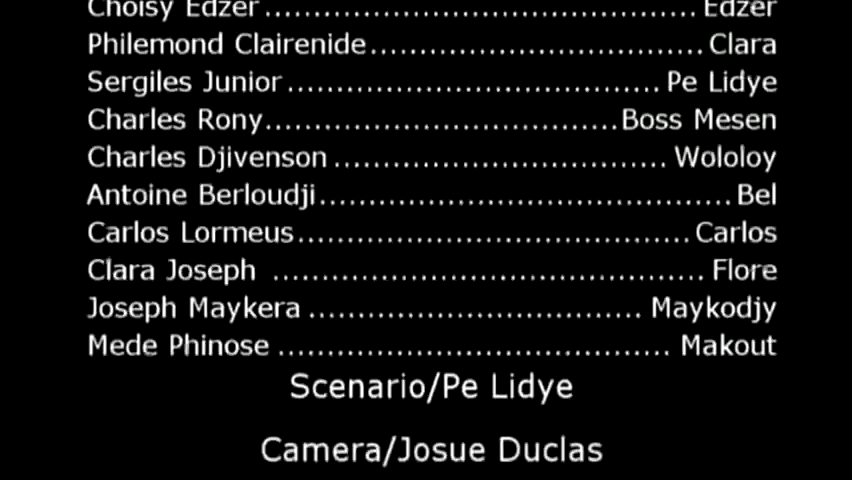 Choisy Edzer........................................Edzer
Philemond Clairenide.................................Clara
Sergiles Junior...................................Pe Lidye
Charles Rony..................................Boss Mesen
Charles Djivenson................................Wololoy
Antoine Berloudji........................................Bel
Carlos Lormeus.....................................Carlos
Clara Joseph ........................................Flore
Joseph Maykera ................................Maykodjy
Mede Phinose .....................................Makout
Scenario/Pe Lidye
Camera/Josue Duclas